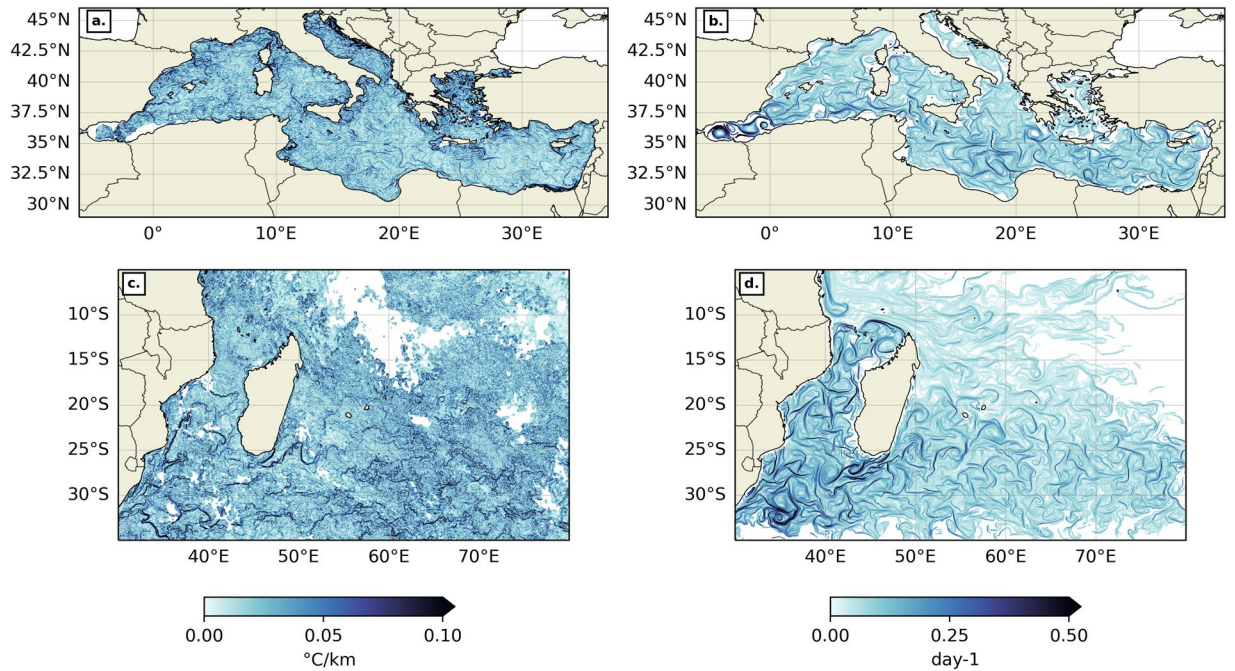 a.
45°N
42.5°N
40°N
37.5°N
35°N
32.5°N
30°N
0°
10°E
20°E
30°E
b.
45°N
42.5°N
40°N
37.5°N
35°N
32.5°N
30°N
0°
10°E
20°E
30°E
c.
10°S
15°S
20°S
25°S
30°S
40°E
50°E
60°E
70°E
d.
10°S
15°S
20°S
25°S
30°S
40°E
50°E
60°E
70°E
0.00 0.05 0.10
°C/km
0.00 0.25 0.50
day-1